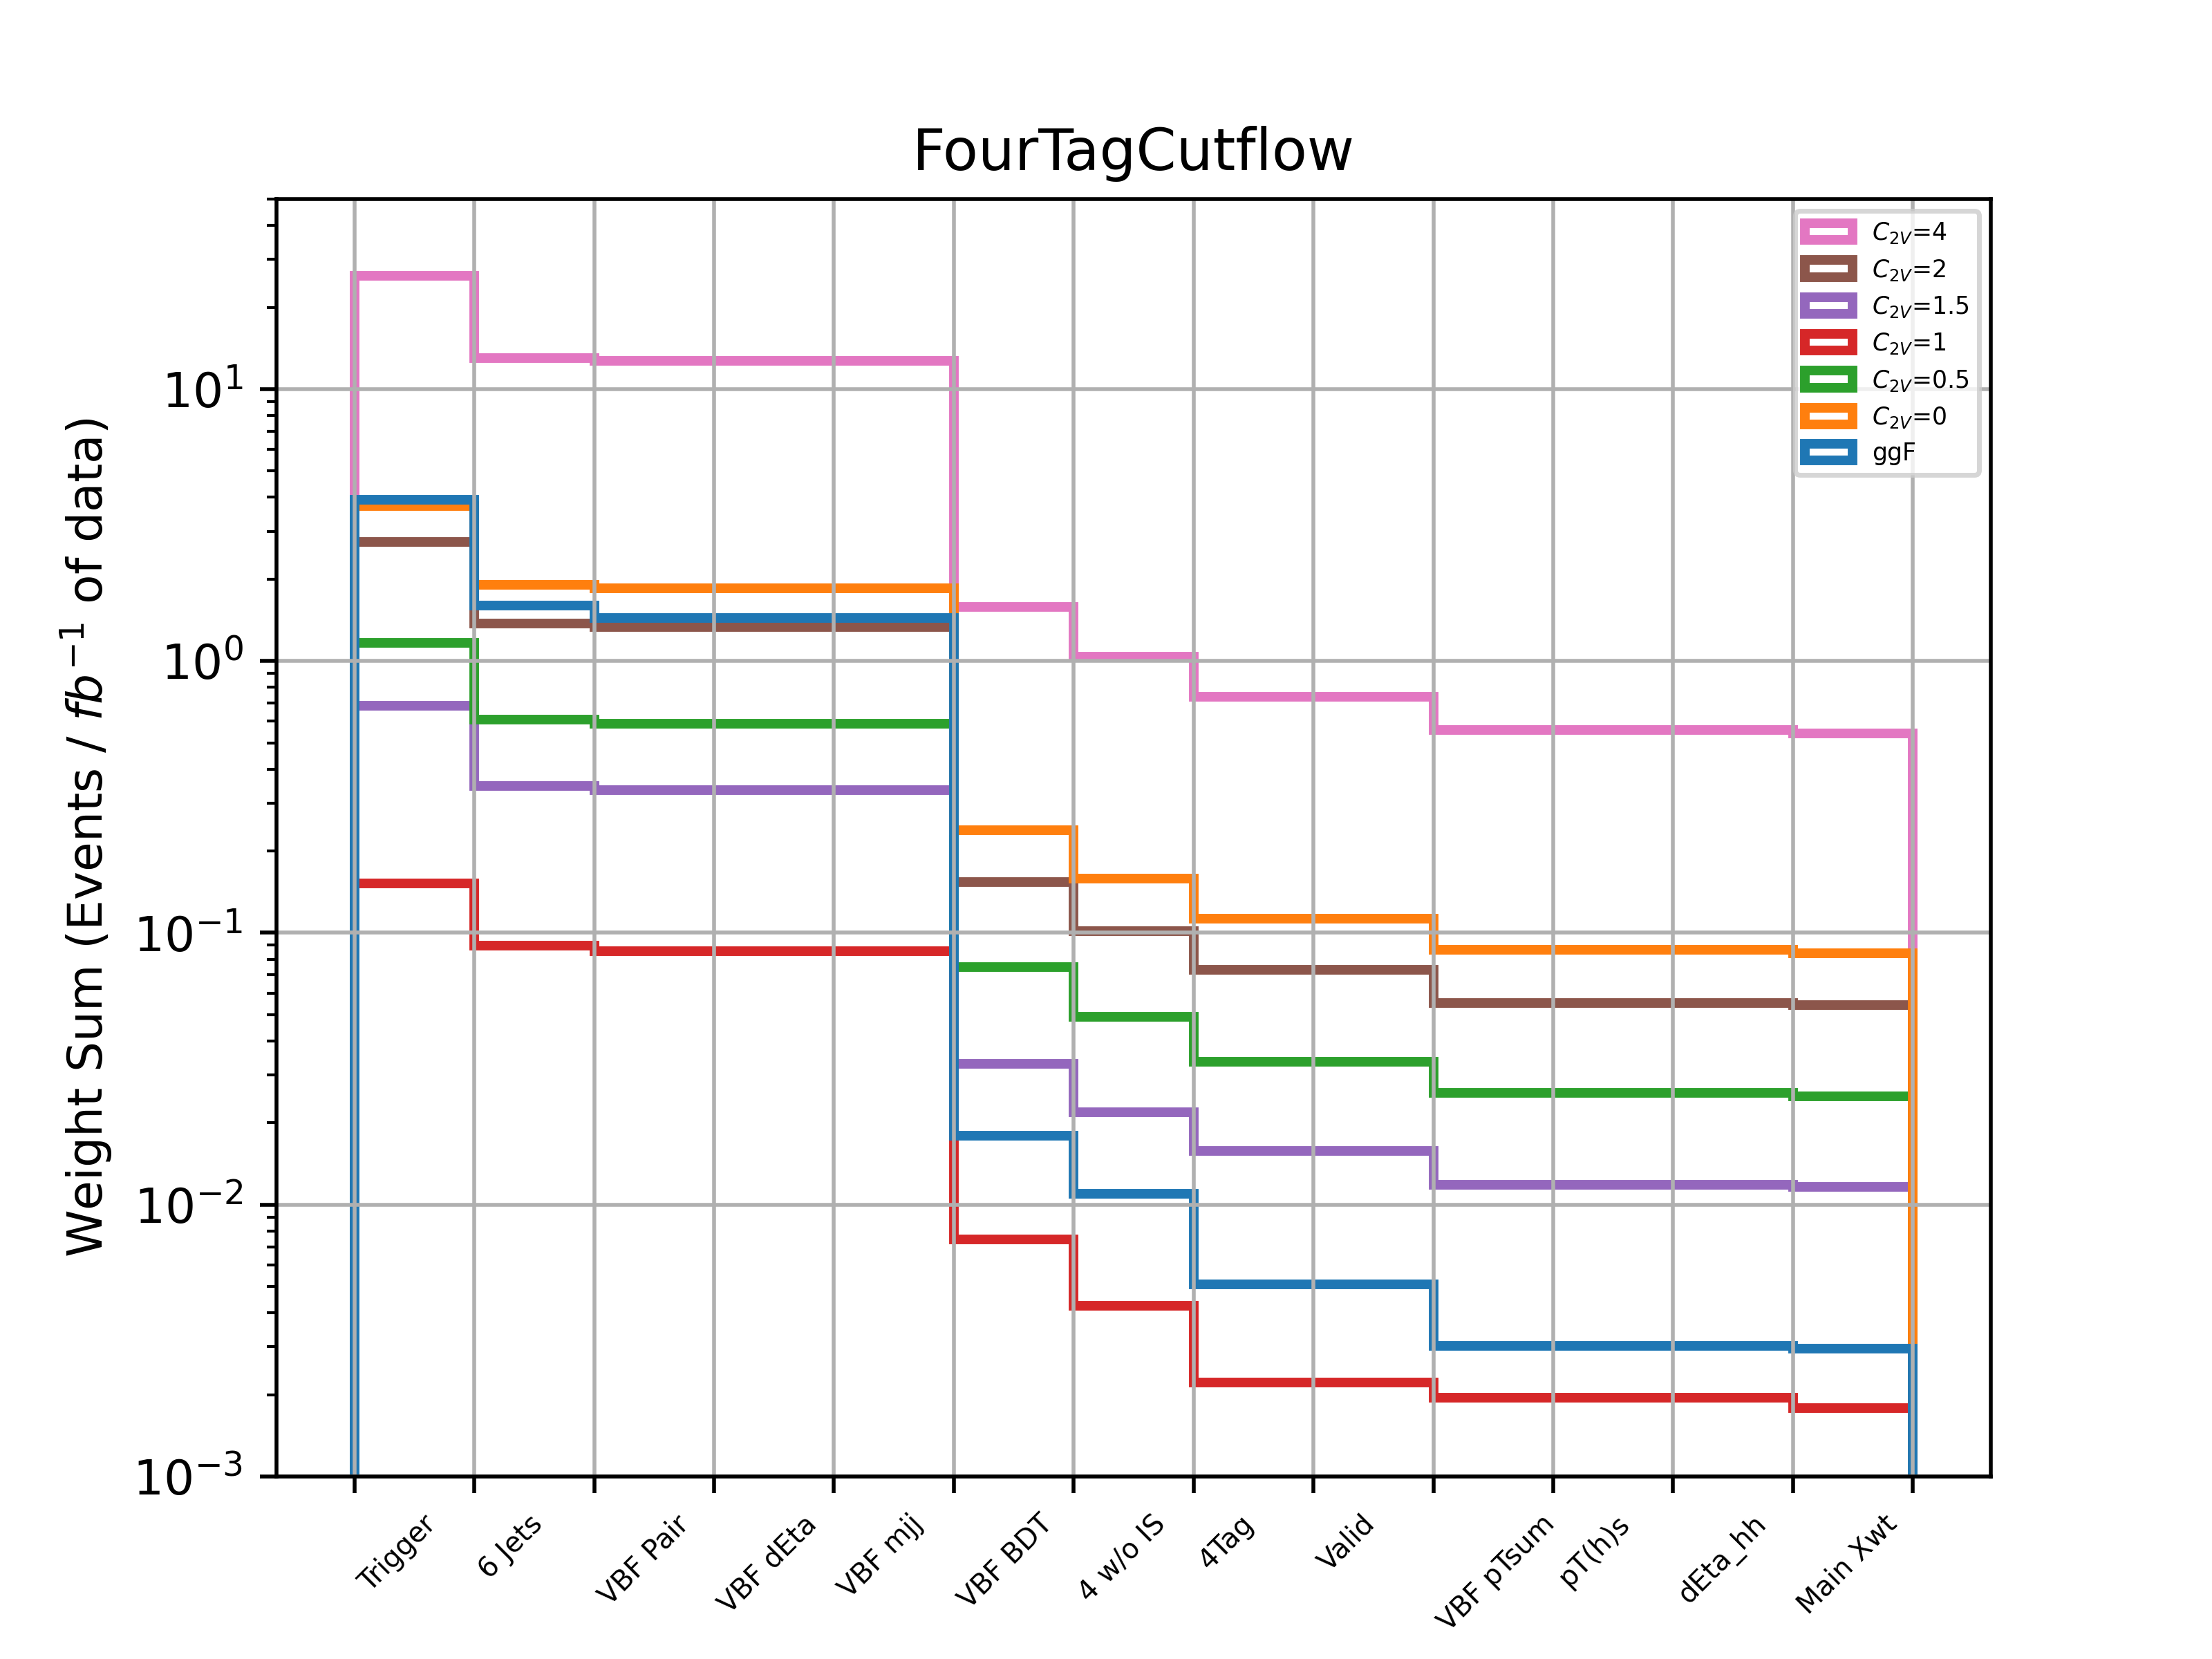 FourTagCutflow
Weight Sum (Events / fb⁻¹ of data)
10¹
10⁰
10⁻¹
10⁻²
10⁻³
C₂V=4
C₂V=2
C₂V=1.5
C₂V=1
C₂V=0.5
C₂V=0
ggF
Trigger
6 Jets
VBF Pair
VBF dEta
VBF mjj
VBF BDT
4 w/o IS
4Tag
Valid
VBF pTsum
pT(h)s
dEta_hh
Main Xwt